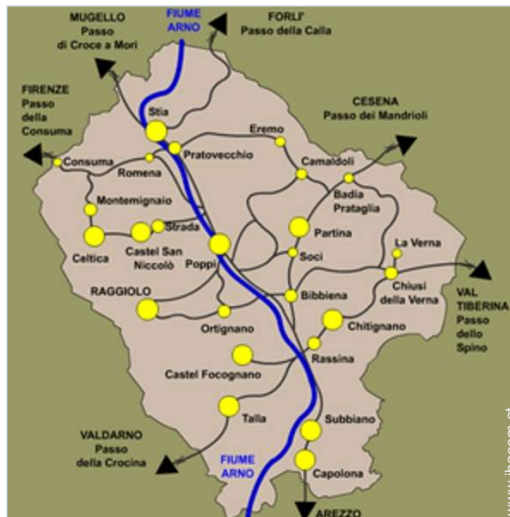 MUGELLO
Passo
di Croce a Mori
FIUME
ARNO
FORLI'
Passo della Calla
FIRENZE
Passo
della
Consuma
CESENA
Passo dei Mandrioli
Stia
Eremo
Consuma
Romena
Pratovecchio
Camaldoli
Badia
Prataglia
Montemignaio
Strada
Partina
Celtica
Castel San
Niccolò
Poppi
Soci
La Verna
RAGGIOLO
Bibbiena
Chiusi
della Verna
VAL
TIBERINA
Passo
dello
Spino
Ortignano
Chitignano
Rassina
Castel Focognano
Talla
Subbiano
VALDARNO
Passo
della Crocina
FIUME
ARNO
Capolona
AREZZO